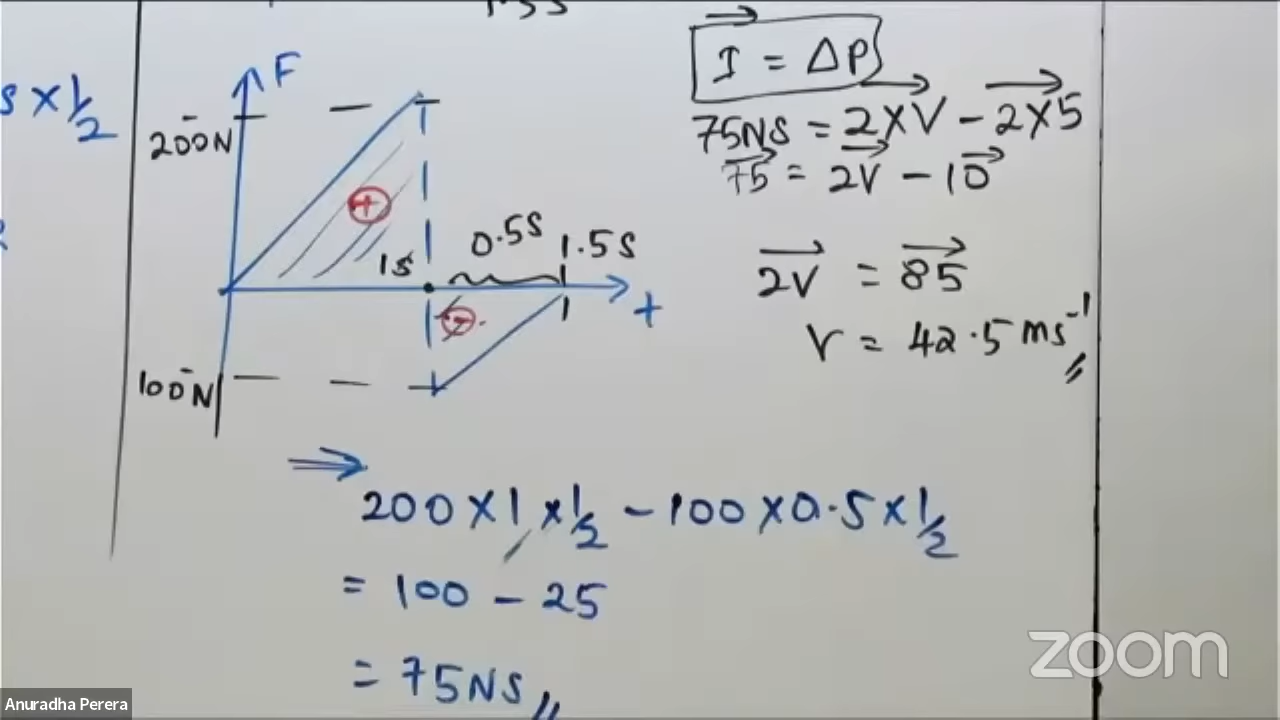 s × 1/2
F
200N
+
1s
0.5s
1.5s
t
-
100N
I = ΔP
75NS = 2×V − 2×5
75 = 2V − 10
2V = 85
V = 42.5 ms⁻¹
200 × 1 × 1/2 − 100 × 0.5 × 1/2
= 100 − 25
= 75NS
zoom
Anuradha Perera